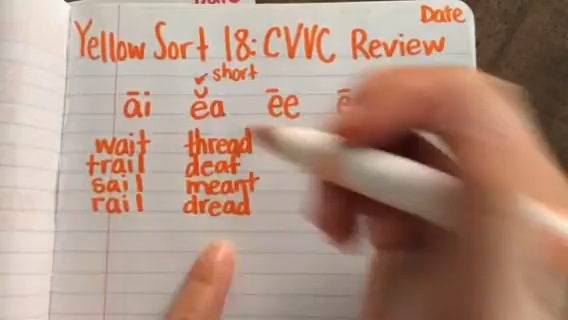 Date
Yellow Sort 18: CVVC Review
short
āi ĕa ēe
wait thread
trail deaf
sail meant
rail dread